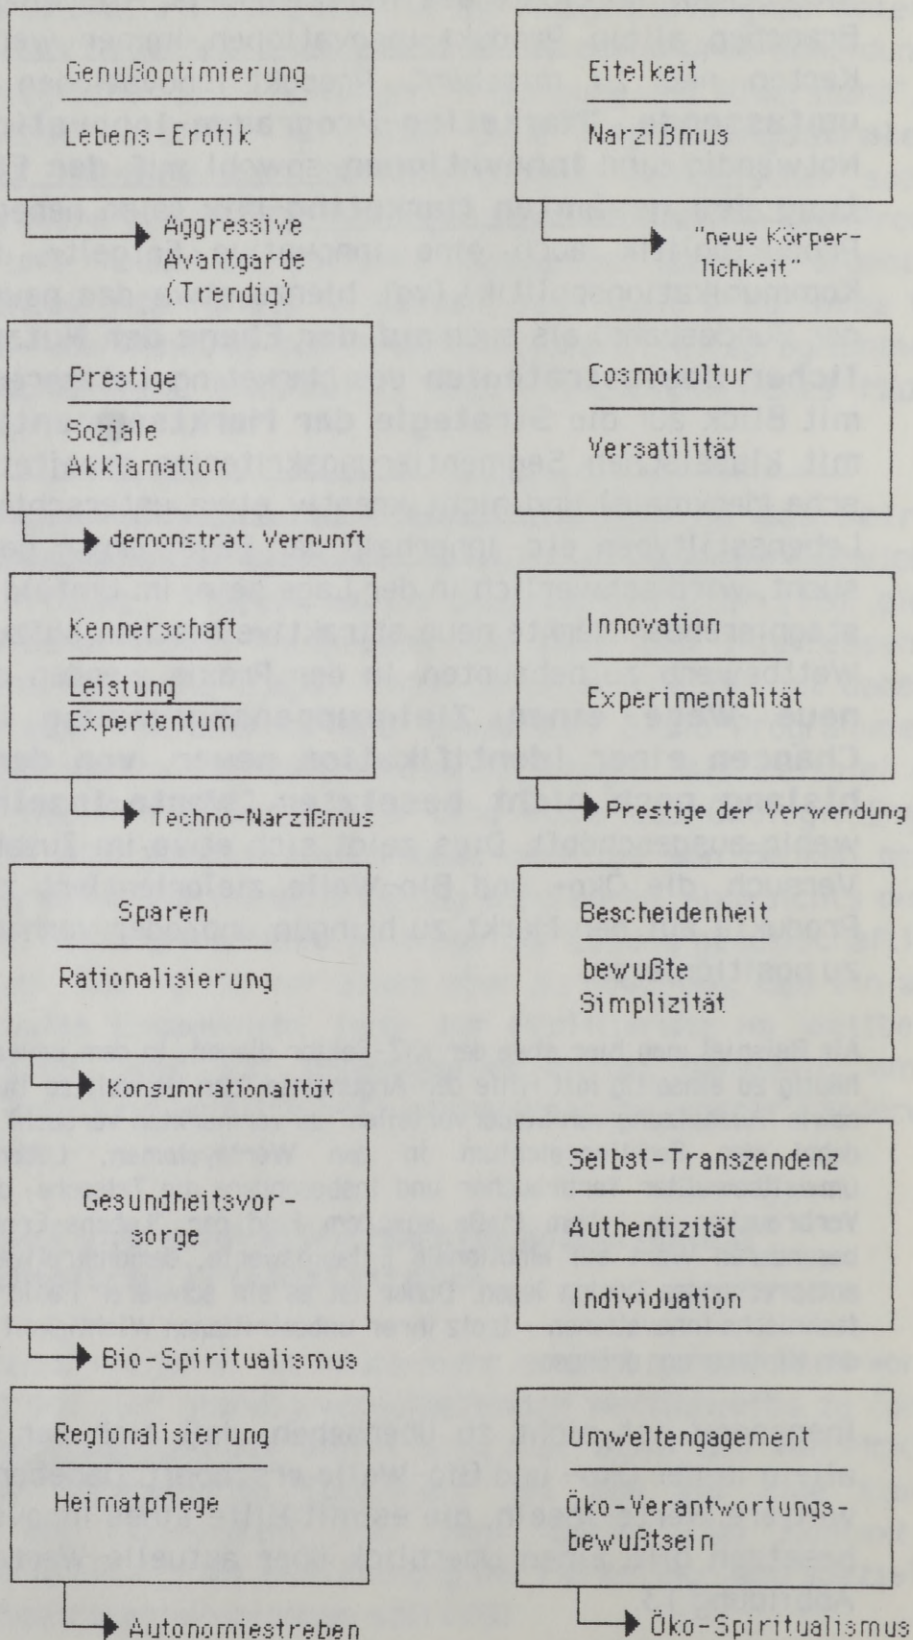 Genußoptimierung
Lebens-Erotik
Aggressive
Avantgarde
(Trendig)
Eitelkeit
Narzißmus
"neue Körper-
lichkeit"
Prestige
Soziale
Akklamation
demonstrat. Vernunft
Cosmokultur
Versatilität
Kennerschaft
Leistung
Expertentum
Techno-Narzißmus
Innovation
Experimentalität
Prestige der Verwendung
Sparen
Rationalisierung
Konsumrationalität
Bescheidenheit
bewußte
Simplizität
Gesundheitsvor-
sorge
Bio-Spiritualismus
Selbst-Transzendenz
Authentizität
Individuation
Regionalisierung
Heimatpflege
Autonomiestreben
Umweltengagement
Öko-Verantwortungs-
bewußtsein
Öko-Spiritualismus